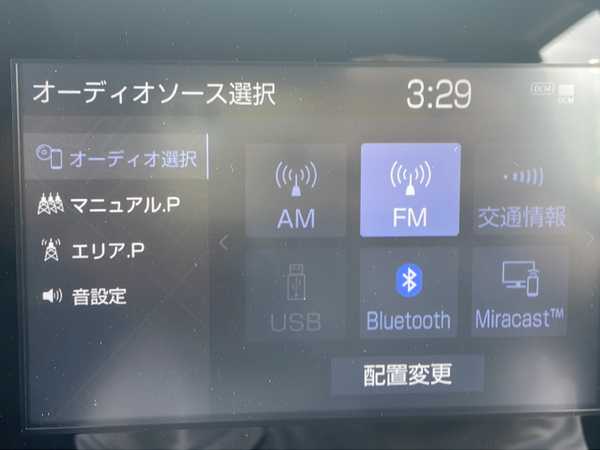 オーディオソース選択
3:29
DCM
DCM
オーディオ選択
マニュアル.P
エリア.P
音設定
AM
FM
交通情報
USB
Bluetooth
Miracast™
配置変更